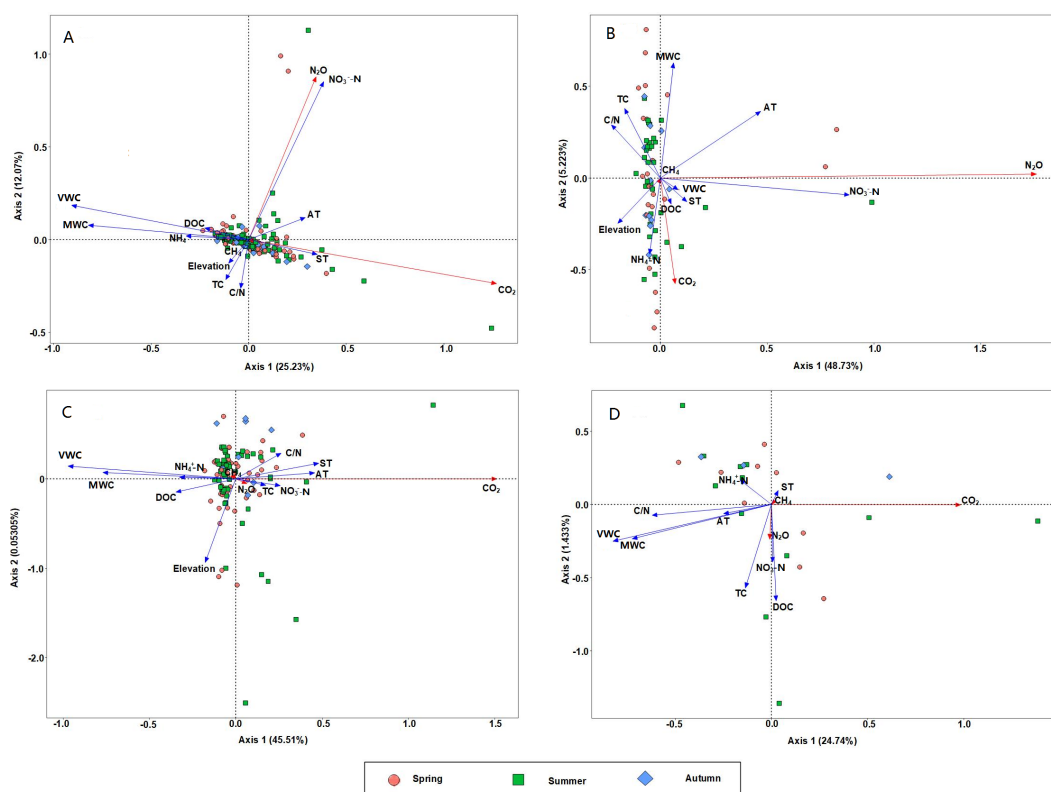 A
1.0
0.5
0.0
-0.5
Axis 2 (12.07%)
N₂O
NO₃⁻-N
VWC
MWC
DOC
NH₄
CH₄
Elevation
TC
C/N
AT
ST
CO₂
-1.0
-0.5
0.0
0.5
1.0
Axis 1 (25.23%)
B
0.5
0.0
-0.5
Axis 2 (5.223%)
MWC
TC
C/N
AT
CH₄
N₂O
VWC
NO₃⁻-N
DOC
ST
Elevation
NH₄-N
CO₂
-0.5
0.0
0.5
1.0
1.5
Axis 1 (48.73%)
C
0.0
-1.0
-2.0
Axis 2 (0.05305%)
VWC
MWC
NH₄⁺-N
CH₄
C/N
ST
AT
DOC
N₂O
TC
NO₃-N
CO₂
Elevation
-1.0
-0.5
0.0
0.5
1.0
1.5
Axis 1 (45.51%)
D
0.5
0.0
-0.5
-1.0
Axis 2 (1.433%)
NH₄-N
ST
CH₄
CO₂
C/N
AT
VWC
MWC
N₂O
NO₃-N
TC
DOC
-0.5
0.0
0.5
1.0
Axis 1 (24.74%)
Spring
Summer
Autumn